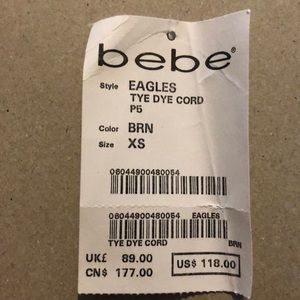 bebe®
Style EAGLES
TYE DYE CORD
P5
Color BRN
Size XS
06044900480054
06044900480054 EAGLES
TYE DYE CORD BRN
UK£ 89.00
CN$ 177.00
US$ 118.00